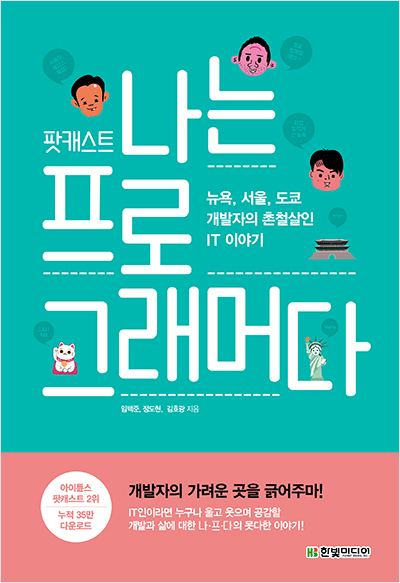 팟캐스트
나는
프로
그래머다
뉴욕, 서울, 도쿄
개발자의 촌철살인
IT 이야기
임백준, 장도현, 김호광 지음
아이튠스
팟캐스트 2위
누적 35만
다운로드
개발자의 가려운 곳을 긁어주마!
IT인이라면 누구나 울고 웃으며 공감할
개발과 삶에 대한 나·프·다의 못다한 이야기!
한빛미디어